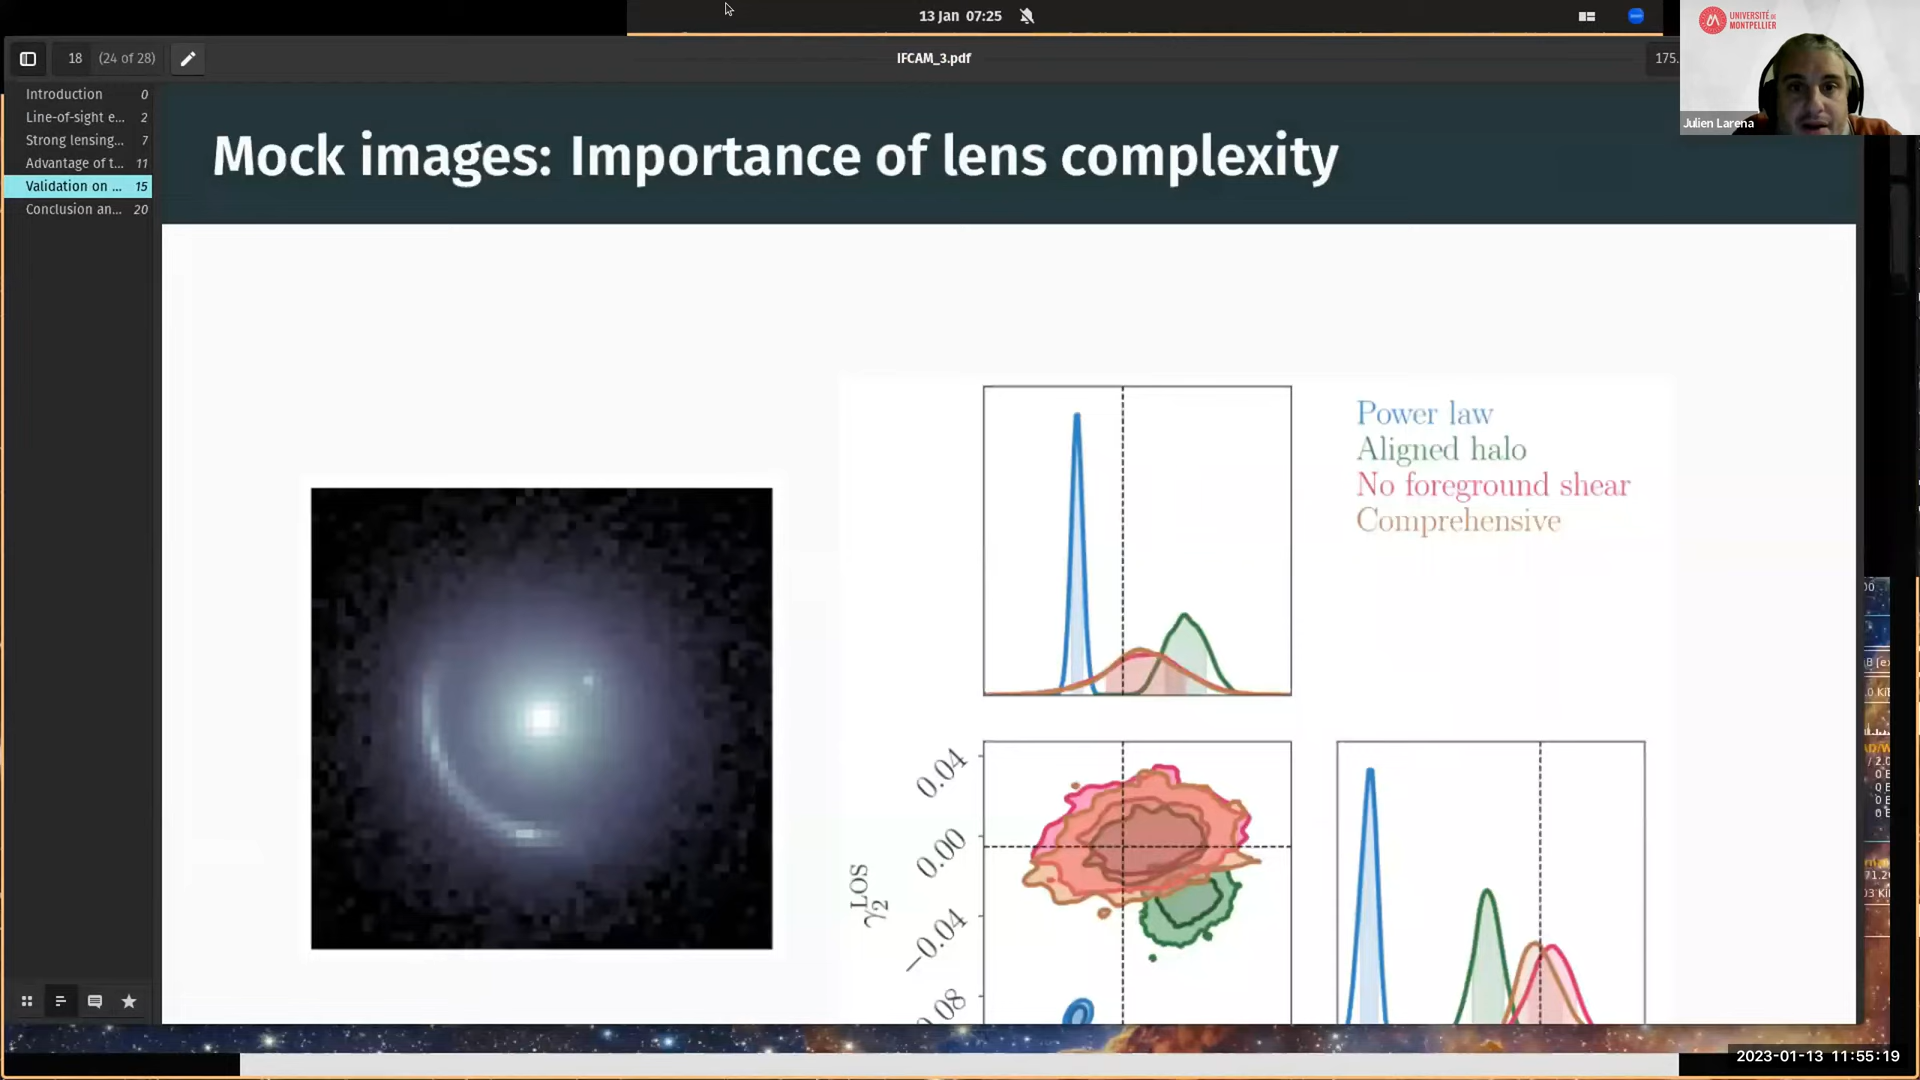 13 Jan 07:25
UNIVERSITÉ DE
MONTPELLIER
18 (24 of 28)
IFCAM_3.pdf
175.
Julien Larena
Introduction 0
Line-of-sight e... 2
Strong lensing... 7
Advantage of t... 11
Validation on ... 15
Conclusion an... 20
Mock images: Importance of lens complexity
Power law
Aligned halo
No foreground shear
Comprehensive
0.04
0.00
−0.04
0.08
γ₂ᴸᴼˢ
2023-01-13 11:55:19